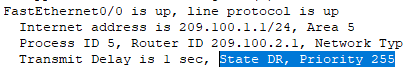 FastEthernet0/0 is up, line protocol is up
Internet address is 209.100.1.1/24, Area 5
Process ID 5, Router ID 209.100.2.1, Network Typ
Transmit Delay is 1 sec, State DR, Priority 255